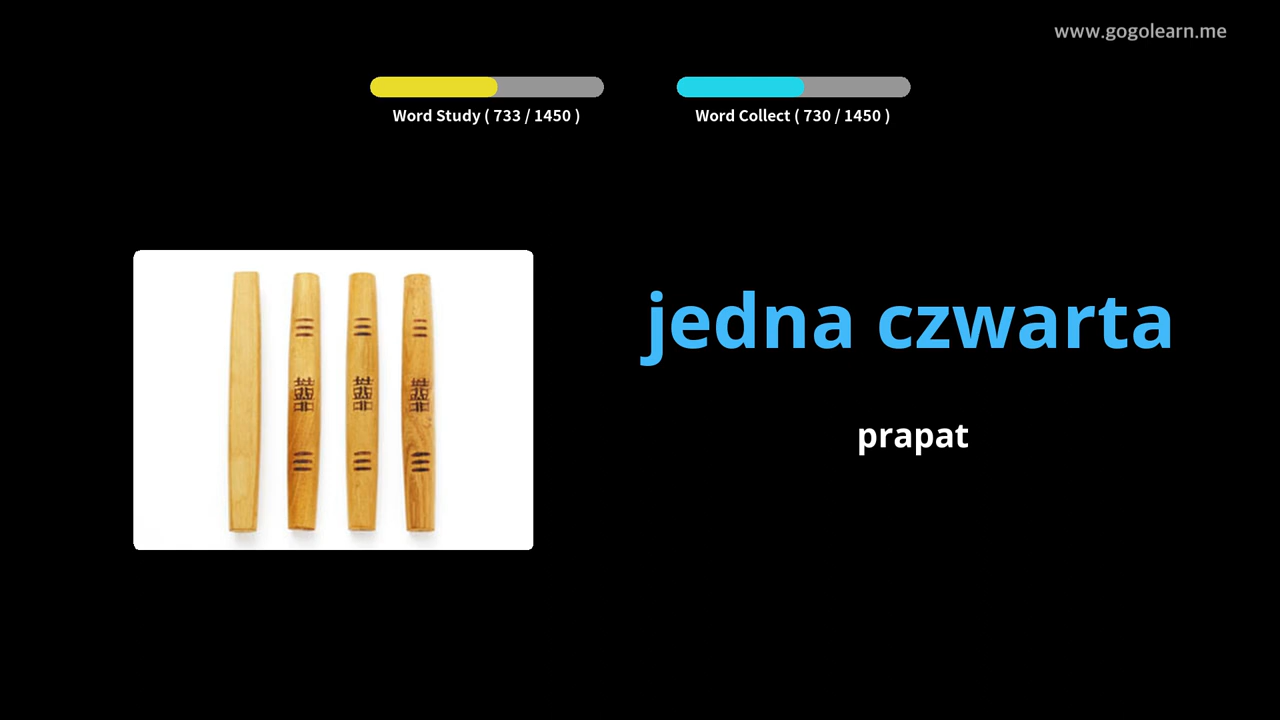 www.gogolearn.me
Word Study ( 733 / 1450 )
Word Collect ( 730 / 1450 )
jedna czwarta
prapat